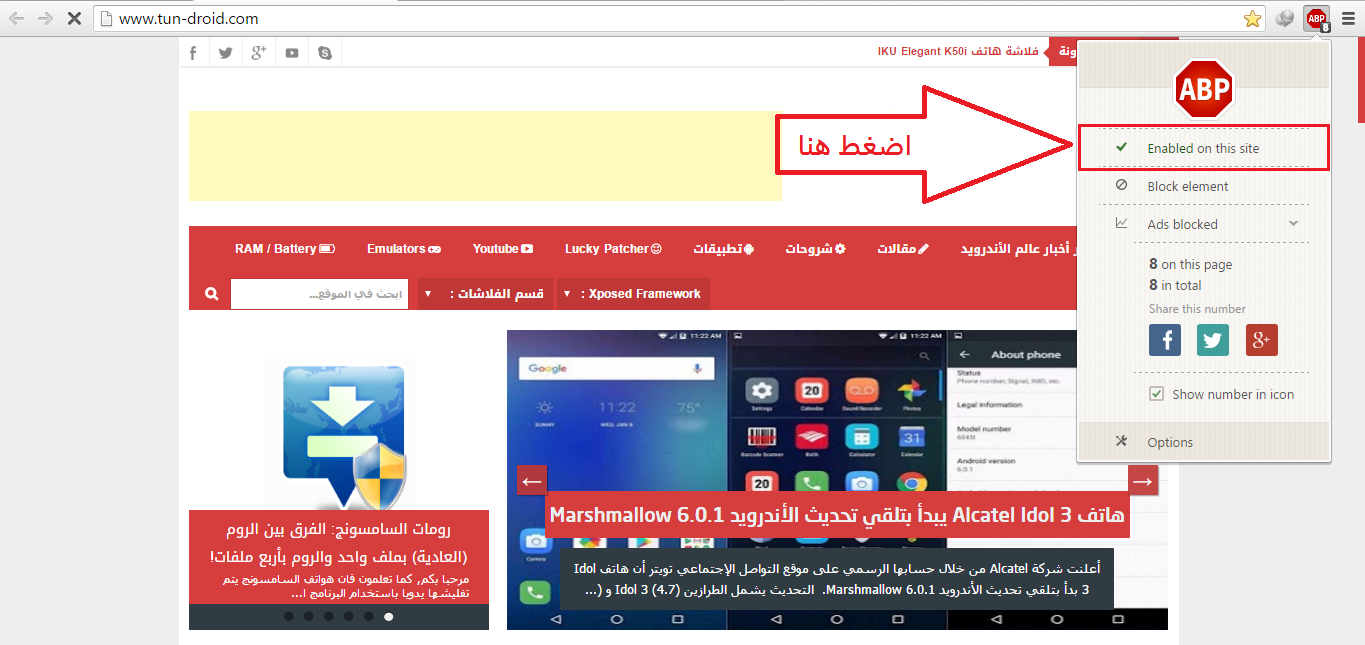 www.tun-droid.com
ABP
8
فلاشة هاتف IKU Elegant K50i
ABP
اضغط هنا
Enabled on this site
Block element
Ads blocked
8 on this page
8 in total
Share this number
Show number in icon
Options
أخبار عالم الأندرويد
مقالات
شروحات
تطبيقات
Lucky Patcher
Youtube
Emulators
RAM / Battery
Xposed Framework :
قسم الفلاشات :
ابحث في الموقع...
رومات السامسونج: الفرق بين الروم
(العادية) بملف واحد والروم بأربع ملفات!
مرحبا بكم, كما تعلمون فان هواتف السامسونج يتم
تفليشها يدويا باستخدام البرنامج ا...
11:22 AM
Google
11:22
75°
SUNNY
WED, JUN 8
Camera
11:22 AM
20
Settings
Calendar
Sound Recorder
Photos
31
Barcode Scanner
Calculator
Calendar
20
11:22 AM
About phone
Status
Phone number, Signal, IMEI, etc.
Legal information
Model number
6045I
Android version
6.0.1
هاتف Alcatel Idol 3 يبدأ بتلقي تحديث الأندرويد Marshmallow 6.0.1
أعلنت شركة Alcatel من خلال حسابها الرسمي على موقع التواصل الإجتماعي تويتر أن هاتف Idol
3 بدأ بتلقي تحديث الأندرويد Marshmallow 6.0.1. التحديث يشمل الطرازين Idol 3 (4.7) و (...